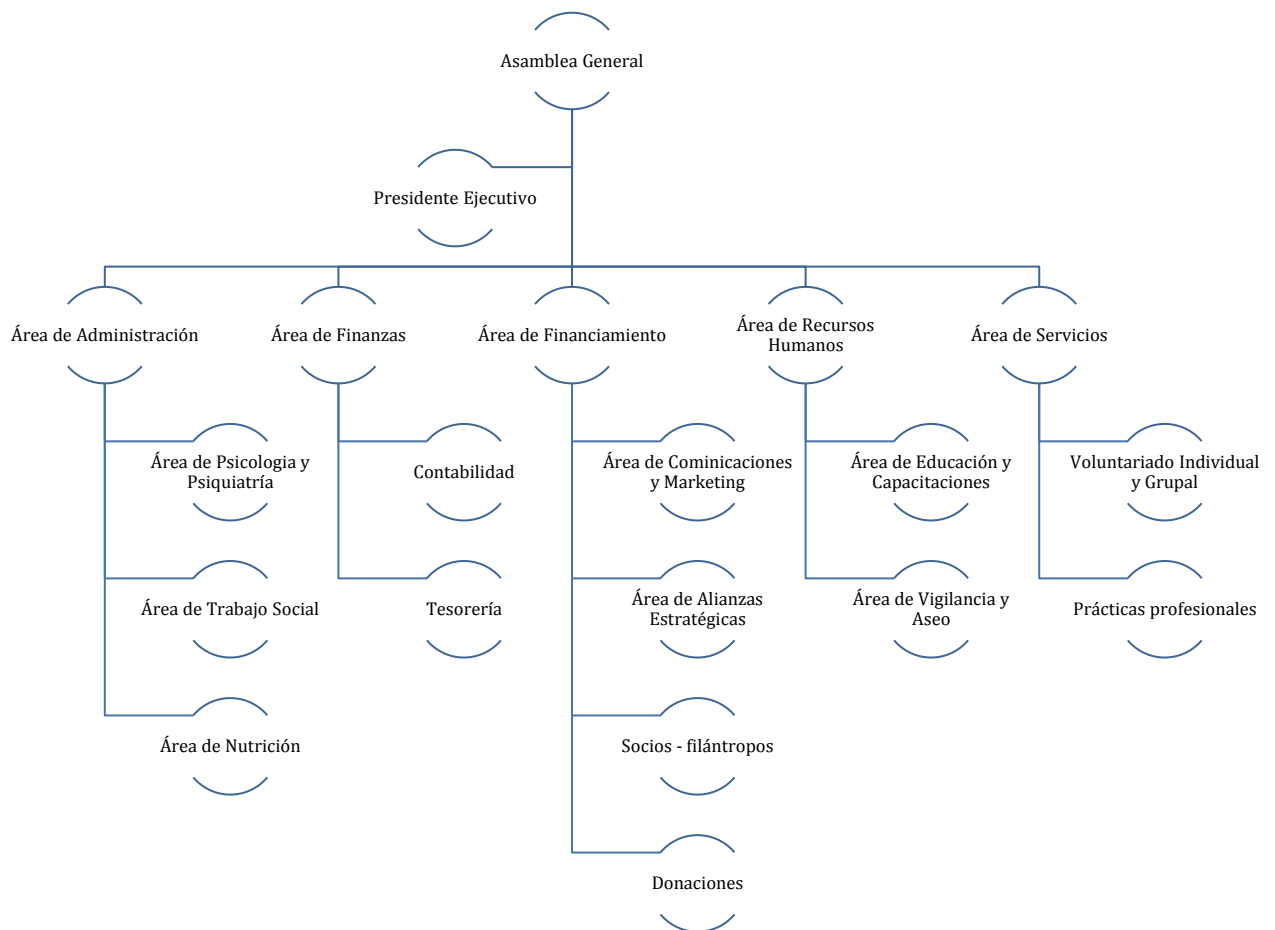 Asamblea General
Presidente Ejecutivo
Área de Administración
Área de Finanzas
Área de Financiamiento
Área de Recursos
Humanos
Área de Servicios
Área de Psicologia y
Psiquiatría
Contabilidad
Área de Cominicaciones
y Marketing
Área de Educación y
Capacitaciones
Voluntariado Individual
y Grupal
Área de Trabajo Social
Tesorería
Área de Alianzas
Estratégicas
Área de Vigilancia y
Aseo
Prácticas profesionales
Área de Nutrición
Socios - filántropos
Donaciones